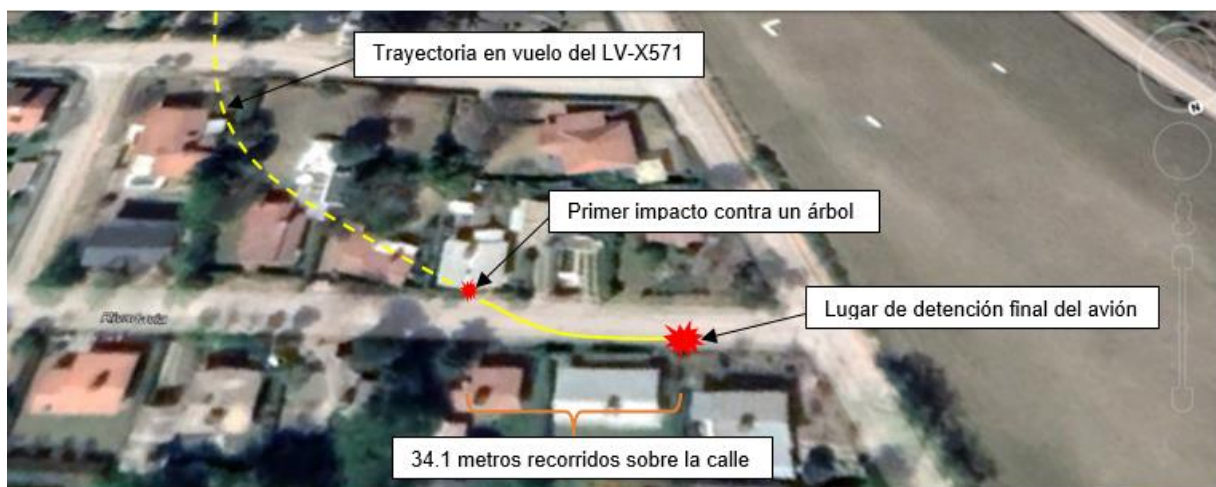 Trayectoria en vuelo del LV-X571
Primer impacto contra un árbol
Lugar de detención final del avión
Rivadavia
34.1 metros recorridos sobre la calle
N